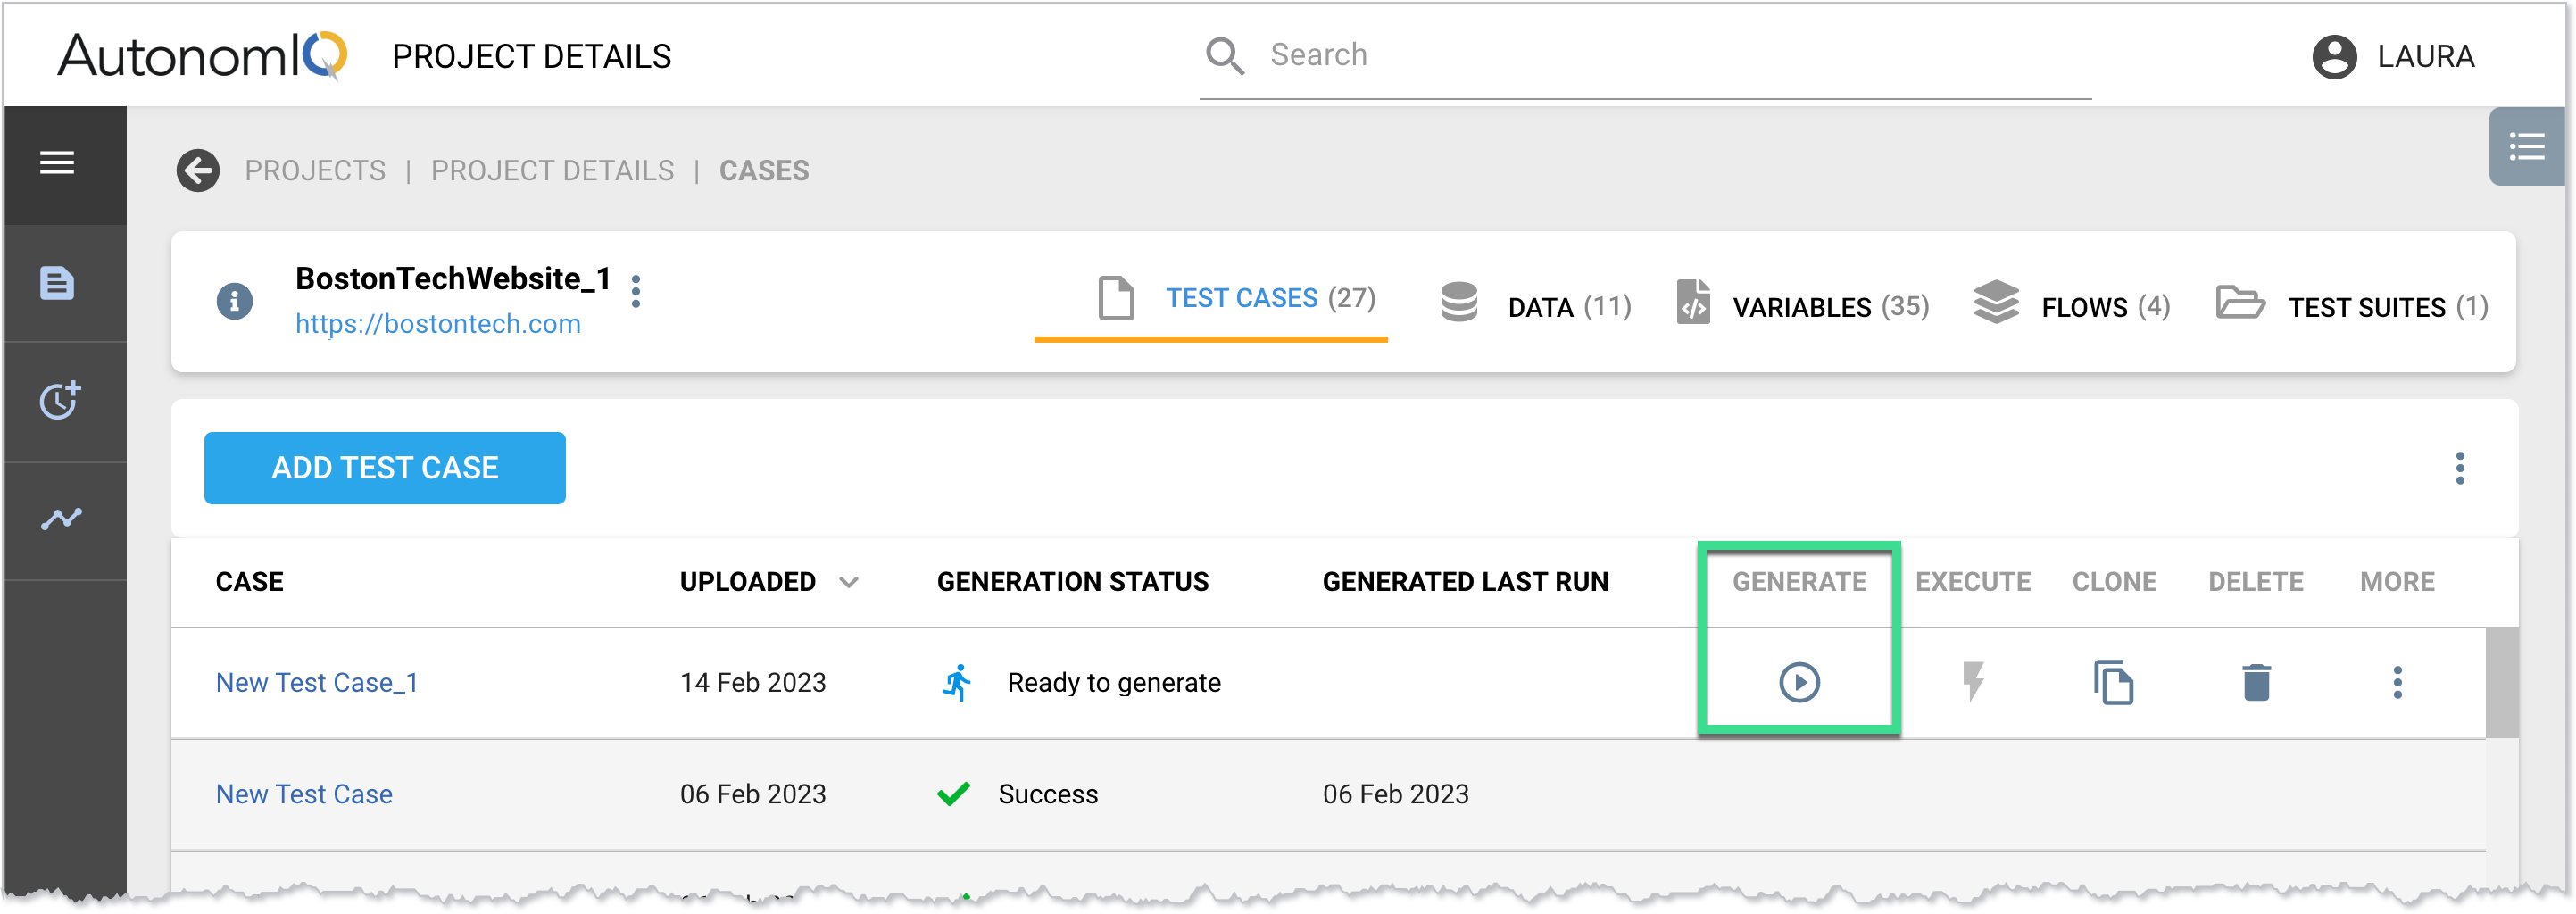 AutonomIQ PROJECT DETAILS Search LAURA
PROJECTS | PROJECT DETAILS | CASES
BostonTechWebsite_1
https://bostontech.com
TEST CASES (27) DATA (11) VARIABLES (35) FLOWS (4) TEST SUITES (1)
ADD TEST CASE
CASE UPLOADED GENERATION STATUS GENERATED LAST RUN GENERATE EXECUTE CLONE DELETE MORE
New Test Case_1 14 Feb 2023 Ready to generate
New Test Case 06 Feb 2023 Success 06 Feb 2023